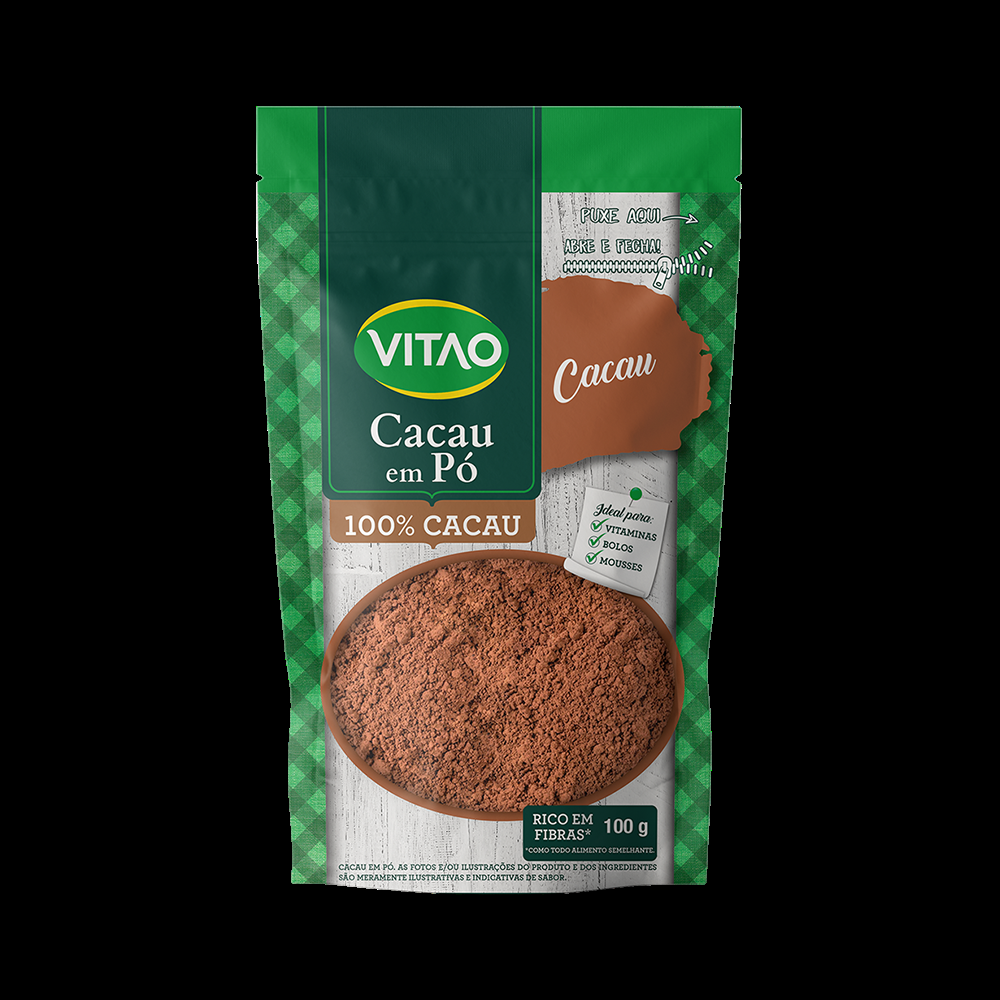 PUXE AQUI
ABRE E FECHA!
VITAO
Cacau
Cacau
em Pó
100% CACAU
Ideal para:
VITAMINAS
BOLOS
MOUSSES
RICO EM
FIBRAS*
100 g
*COMO TODO ALIMENTO SEMELHANTE.
CACAU EM PÓ. AS FOTOS E/OU ILUSTRAÇÕES DO PRODUTO E DOS INGREDIENTES
SÃO MERAMENTE ILUSTRATIVAS E INDICATIVAS DE SABOR.